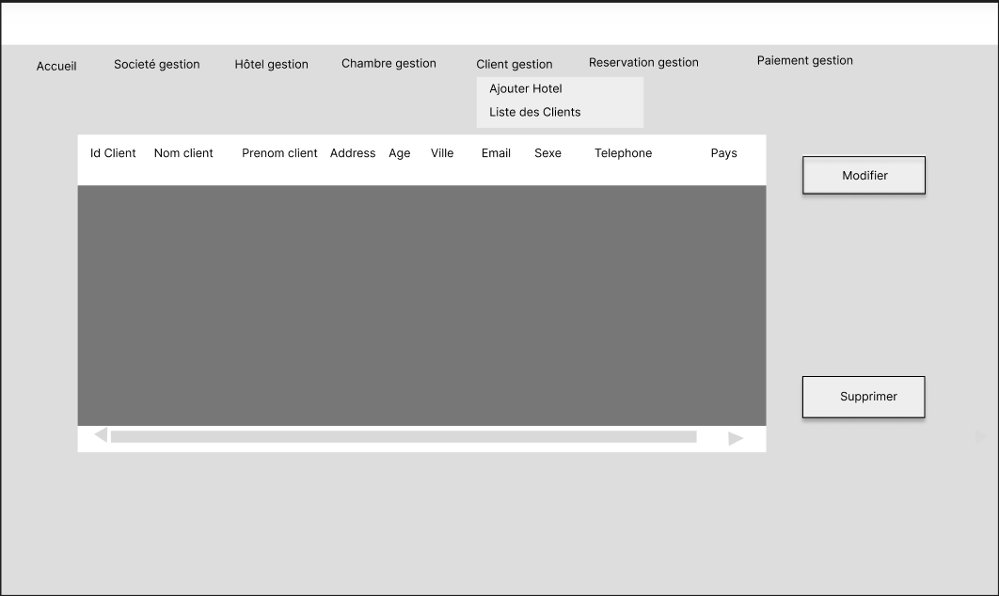 Accueil Societé gestion Hôtel gestion Chambre gestion Client gestion Reservation gestion Paiement gestion
Ajouter Hotel
Liste des Clients
Id Client Nom client Prenom client Address Age Ville Email Sexe Telephone Pays
Modifier
Supprimer